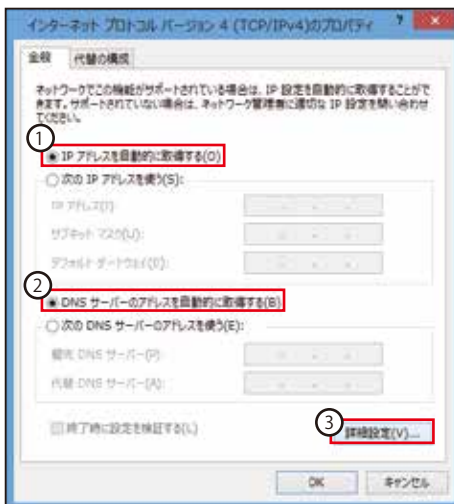 インターネット プロトコル バージョン 4 (TCP/IPv4)のプロパティ
?
全般 代替の構成
ネットワークでこの機能がサポートされている場合は、IP 設定を自動的に取得することがで
きます。サポートされていない場合は、ネットワーク管理者に適切な IP 設定を問い合わせ
てください。
①
IP アドレスを自動的に取得する(O)
次の IP アドレスを使う(S):
IP アドレス(I):
サブネット マスク(U):
デフォルト ゲートウェイ(D):
②
DNS サーバーのアドレスを自動的に取得する(B)
次の DNS サーバーのアドレスを使う(E):
優先 DNS サーバー(P):
代替 DNS サーバー(A):
③
終了時に設定を検証する(L) 詳細設定(V)...
OK キャンセル